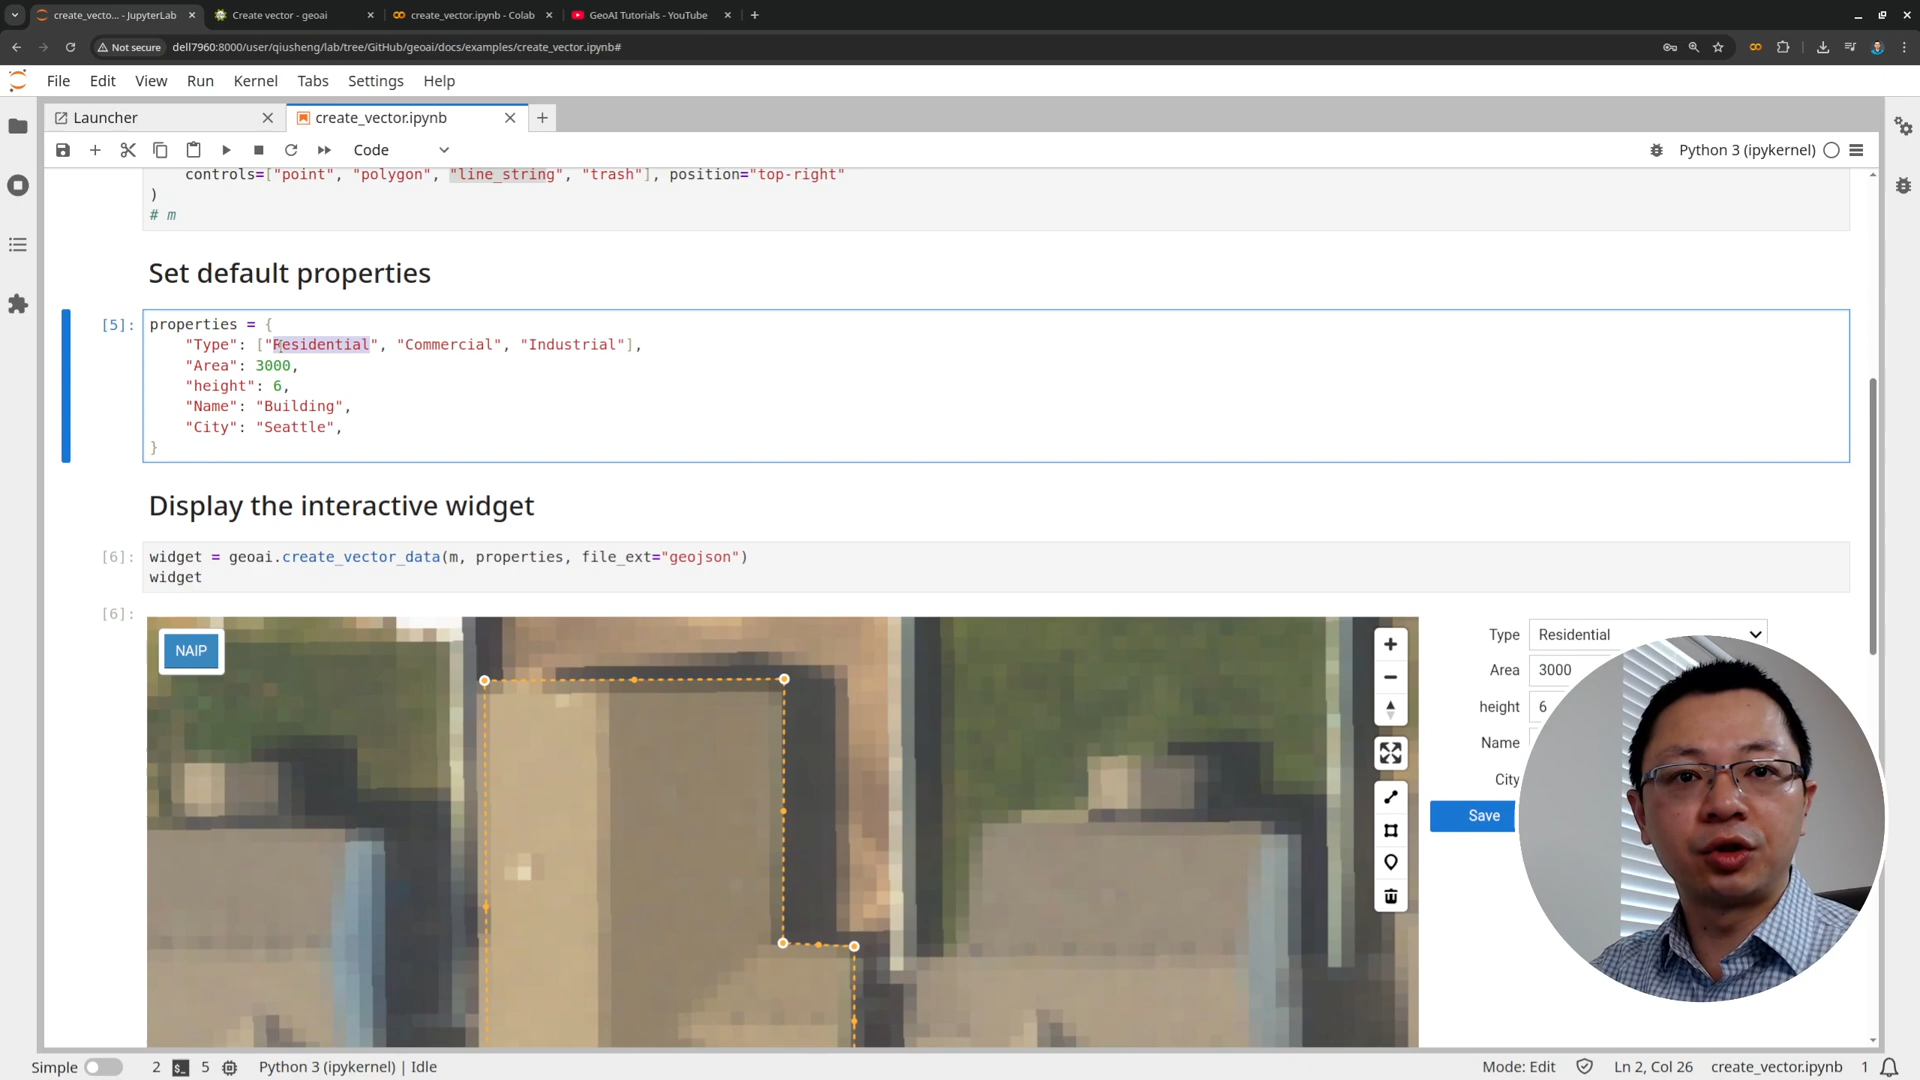 create_vecto... - JupyterLab
Create vector - geoai
create_vector.ipynb - Colab
GeoAI Tutorials - YouTube
Not secure
dell7960:8000/user/qiusheng/lab/tree/GitHub/geoai/docs/examples/create_vector.ipynb#
File Edit View Run Kernel Tabs Settings Help
Launcher
create_vector.ipynb
Code
Python 3 (ipykernel)
controls=["point", "polygon", "line_string", "trash"], position="top-right"
)
# m
Set default properties
[5]:
properties = {
"Type": ["Residential", "Commercial", "Industrial"],
"Area": 3000,
"height": 6,
"Name": "Building",
"City": "Seattle",
}
Display the interactive widget
[6]:
widget = geoai.create_vector_data(m, properties, file_ext="geojson")
widget
[6]:
NAIP
Type Residential
Area 3000
height 6
Name
City
Save
Simple 2 5 Python 3 (ipykernel) | Idle Mode: Edit Ln 2, Col 26 create_vector.ipynb 1